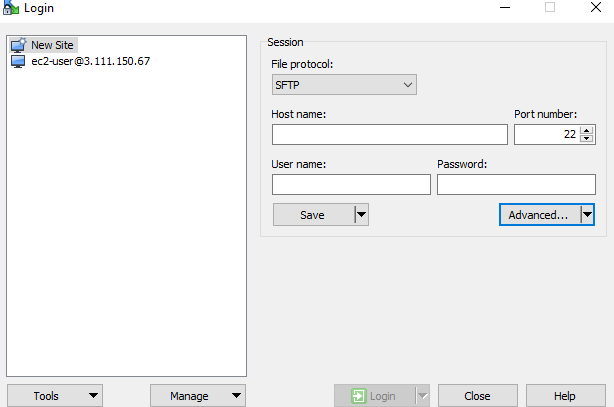 Login
New Site
ec2-user@3.111.150.67
Session
File protocol:
SFTP
Host name:
Port number:
22
User name:
Password:
Save
Advanced...
Tools
Manage
Login
Close
Help